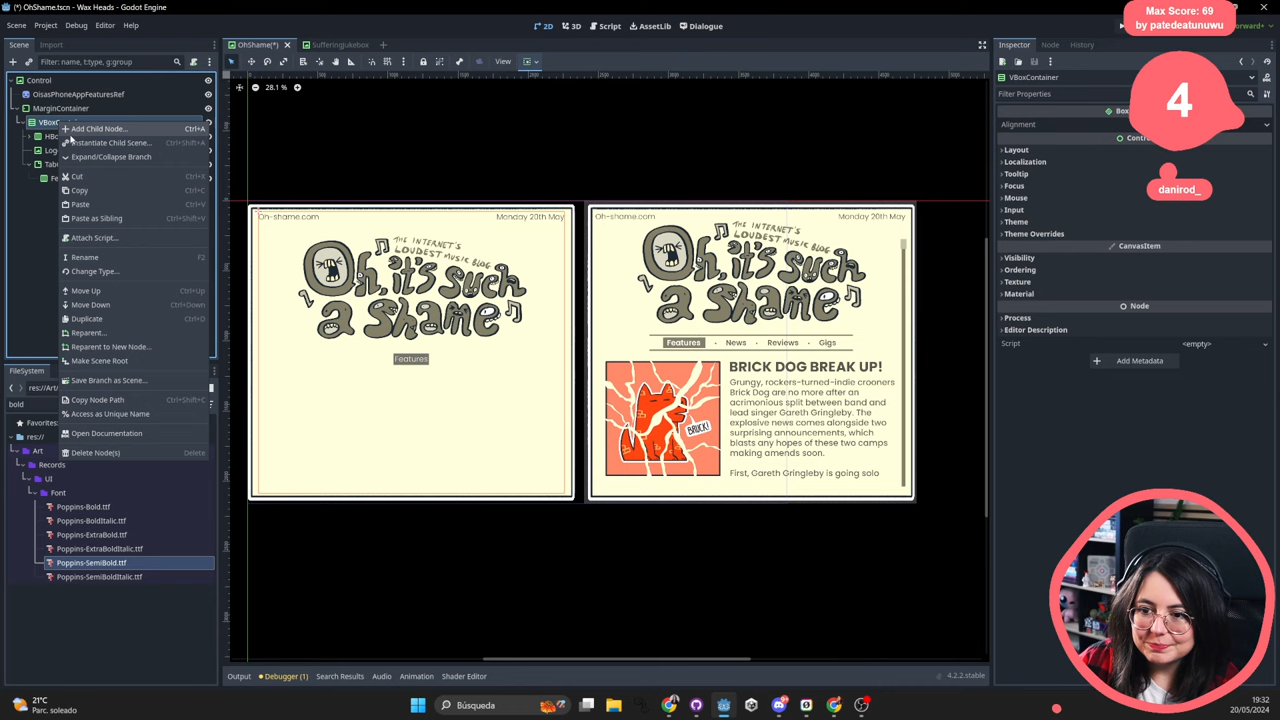 OhShame.tscn - Wax Heads - Godot Engine
Scene Project Debug Editor Help
2D 3D Script AssetLib Dialogue
Forward+
Max Score: 69
by patedeatunuwu
4
danirod_
Scene Import
OhShame(*) SufferingJukebox
Inspector Node History
Filter: name, t:type, g:group
View
28.1 %
Control
OisasPhoneAppFeaturesRef
MarginContainer
VBoxC
HBo
Log
Tab
Fe
Add Child Node... Ctrl+A
Instantiate Child Scene... Ctrl+Shift+A
Expand/Collapse Branch
Cut Ctrl+X
Copy Ctrl+C
Paste Ctrl+V
Paste as Sibling Ctrl+Shift+V
Attach Script...
Rename F2
Change Type...
Move Up Ctrl+Up
Move Down Ctrl+Down
Duplicate Ctrl+D
Reparent...
Reparent to New Node...
Make Scene Root
Save Branch as Scene...
Copy Node Path Ctrl+Shift+C
Access as Unique Name
Open Documentation
Delete Node(s) Delete
FileSystem
res://Art/
bold
Favorites
res://
Art
Records
UI
Font
Poppins-Bold.ttf
Poppins-BoldItalic.ttf
Poppins-ExtraBold.ttf
Poppins-ExtraBoldItalic.ttf
Poppins-SemiBold.ttf
Poppins-SemiBoldItalic.ttf
Oh-shame.com Monday 20th May
THE INTERNET'S
LOUDEST MUSIC BLOG
Oh, it's such
a Shame
Features
Oh-shame.com Monday 20th May
THE INTERNET'S
LOUDEST MUSIC BLOG
Oh, it's such
a Shame
Features • News • Reviews • Gigs
BRICK!
BRICK DOG BREAK UP!
Grungy, rockers-turned-indie crooners
Brick Dog are no more after an
acrimonious split between band and
lead singer Gareth Gringleby. The
explosive news comes alongside two
surprising announcements, which
blasts any hopes of these two camps
making amends soon.
First, Gareth Gringleby is going solo
VBoxContainer
Filter Properties
Alignment
Layout
Localization
Tooltip
Focus
Mouse
Input
Theme
Theme Overrides
CanvasItem
Visibility
Ordering
Texture
Material
Node
Process
Editor Description
Script <empty>
Add Metadata
Output Debugger (1) Search Results Audio Animation Shader Editor
4.2.2.stable
21°C
Parc. soleado
Búsqueda
19:32
20/05/2024